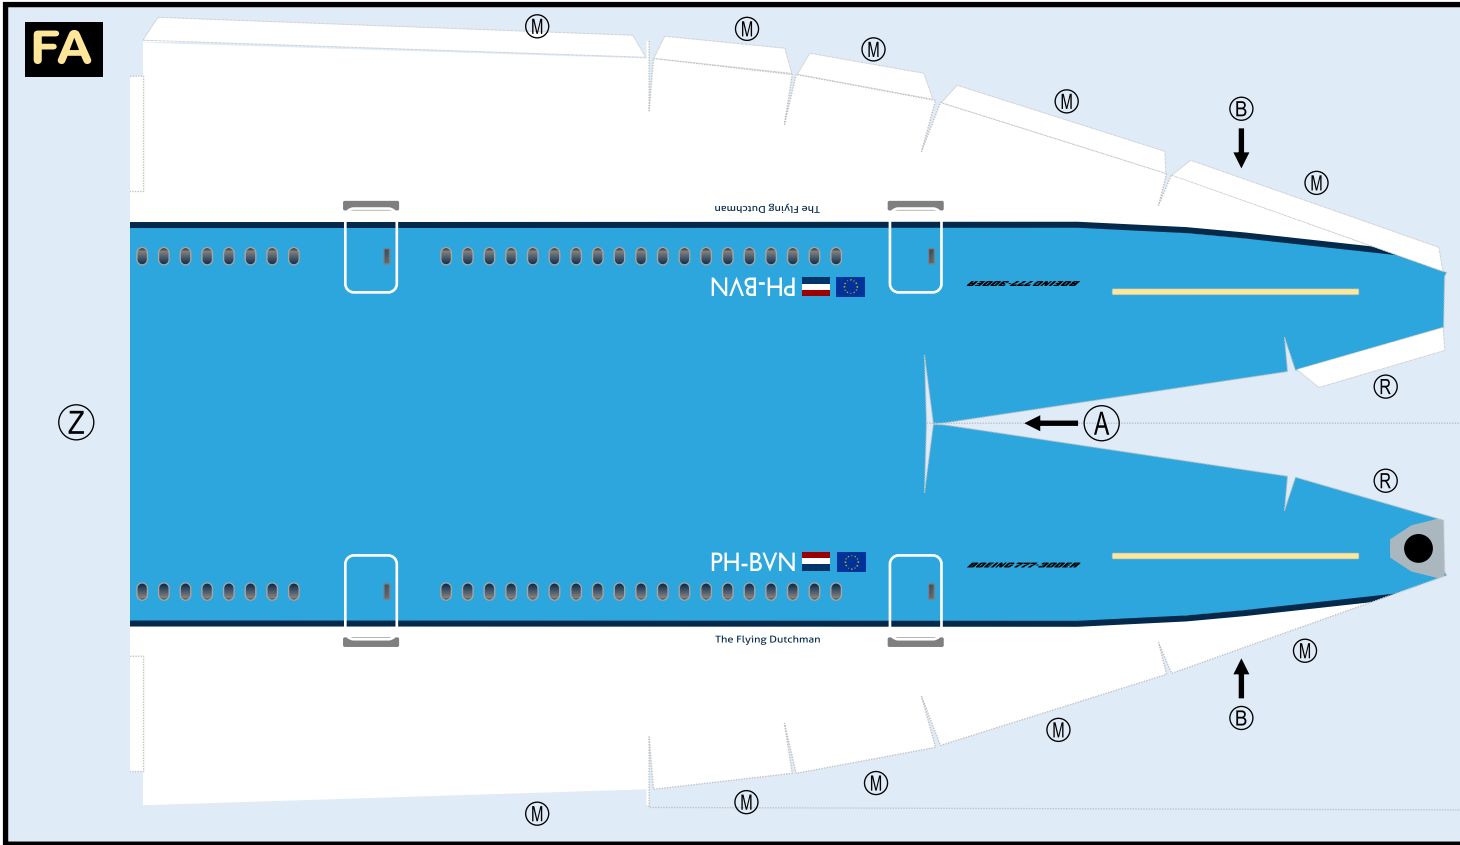 FA
M
M
M
M
B
M
The Flying Dutchman
PH-BVN
BOEING 777-300ER
R
Z
A
R
PH-BVN
BOEING 777-300ER
The Flying Dutchman
M
B
M
M
M
M